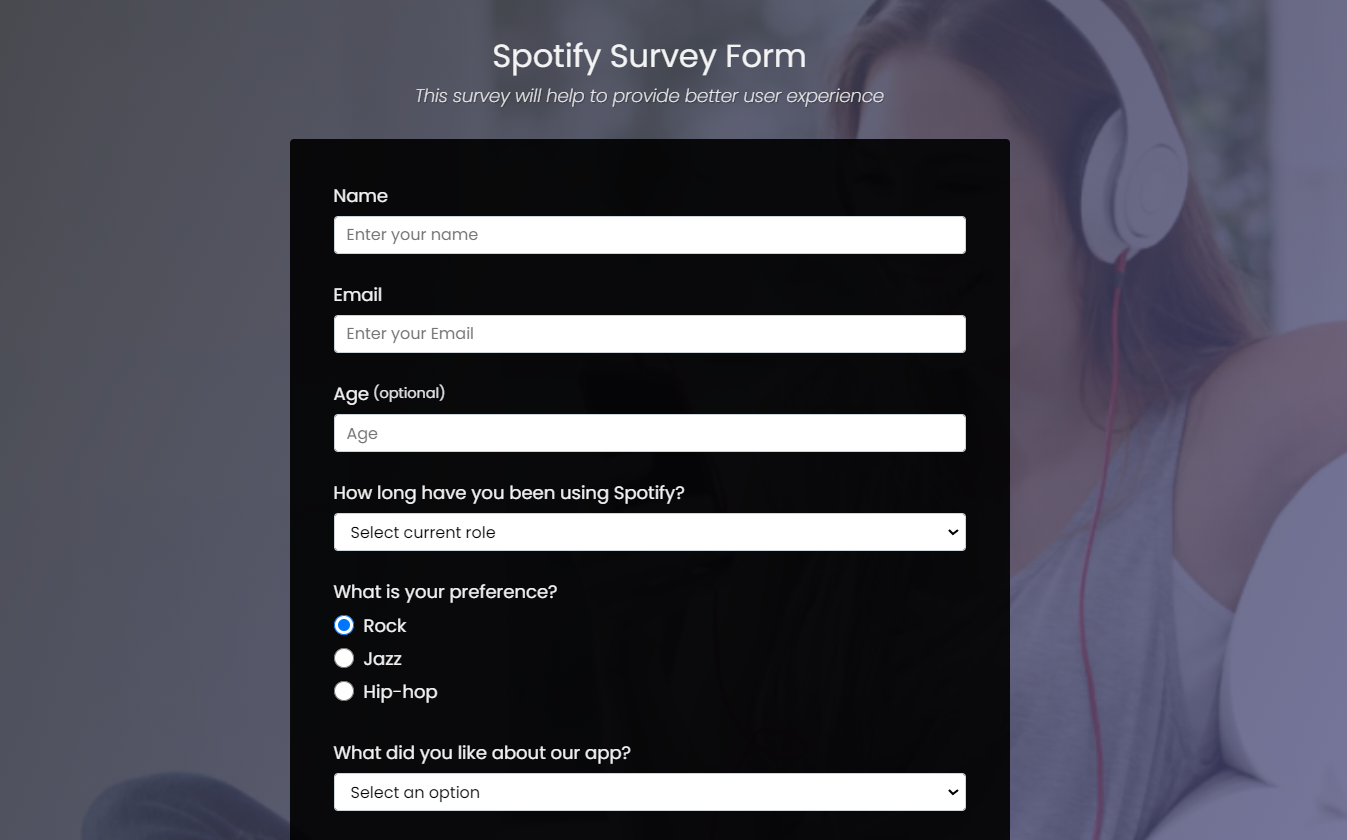 Spotify Survey Form
This survey will help to provide better user experience
Name
Enter your name
Email
Enter your Email
Age (optional)
Age
How long have you been using Spotify?
Select current role
What is your preference?
Rock
Jazz
Hip-hop
What did you like about our app?
Select an option